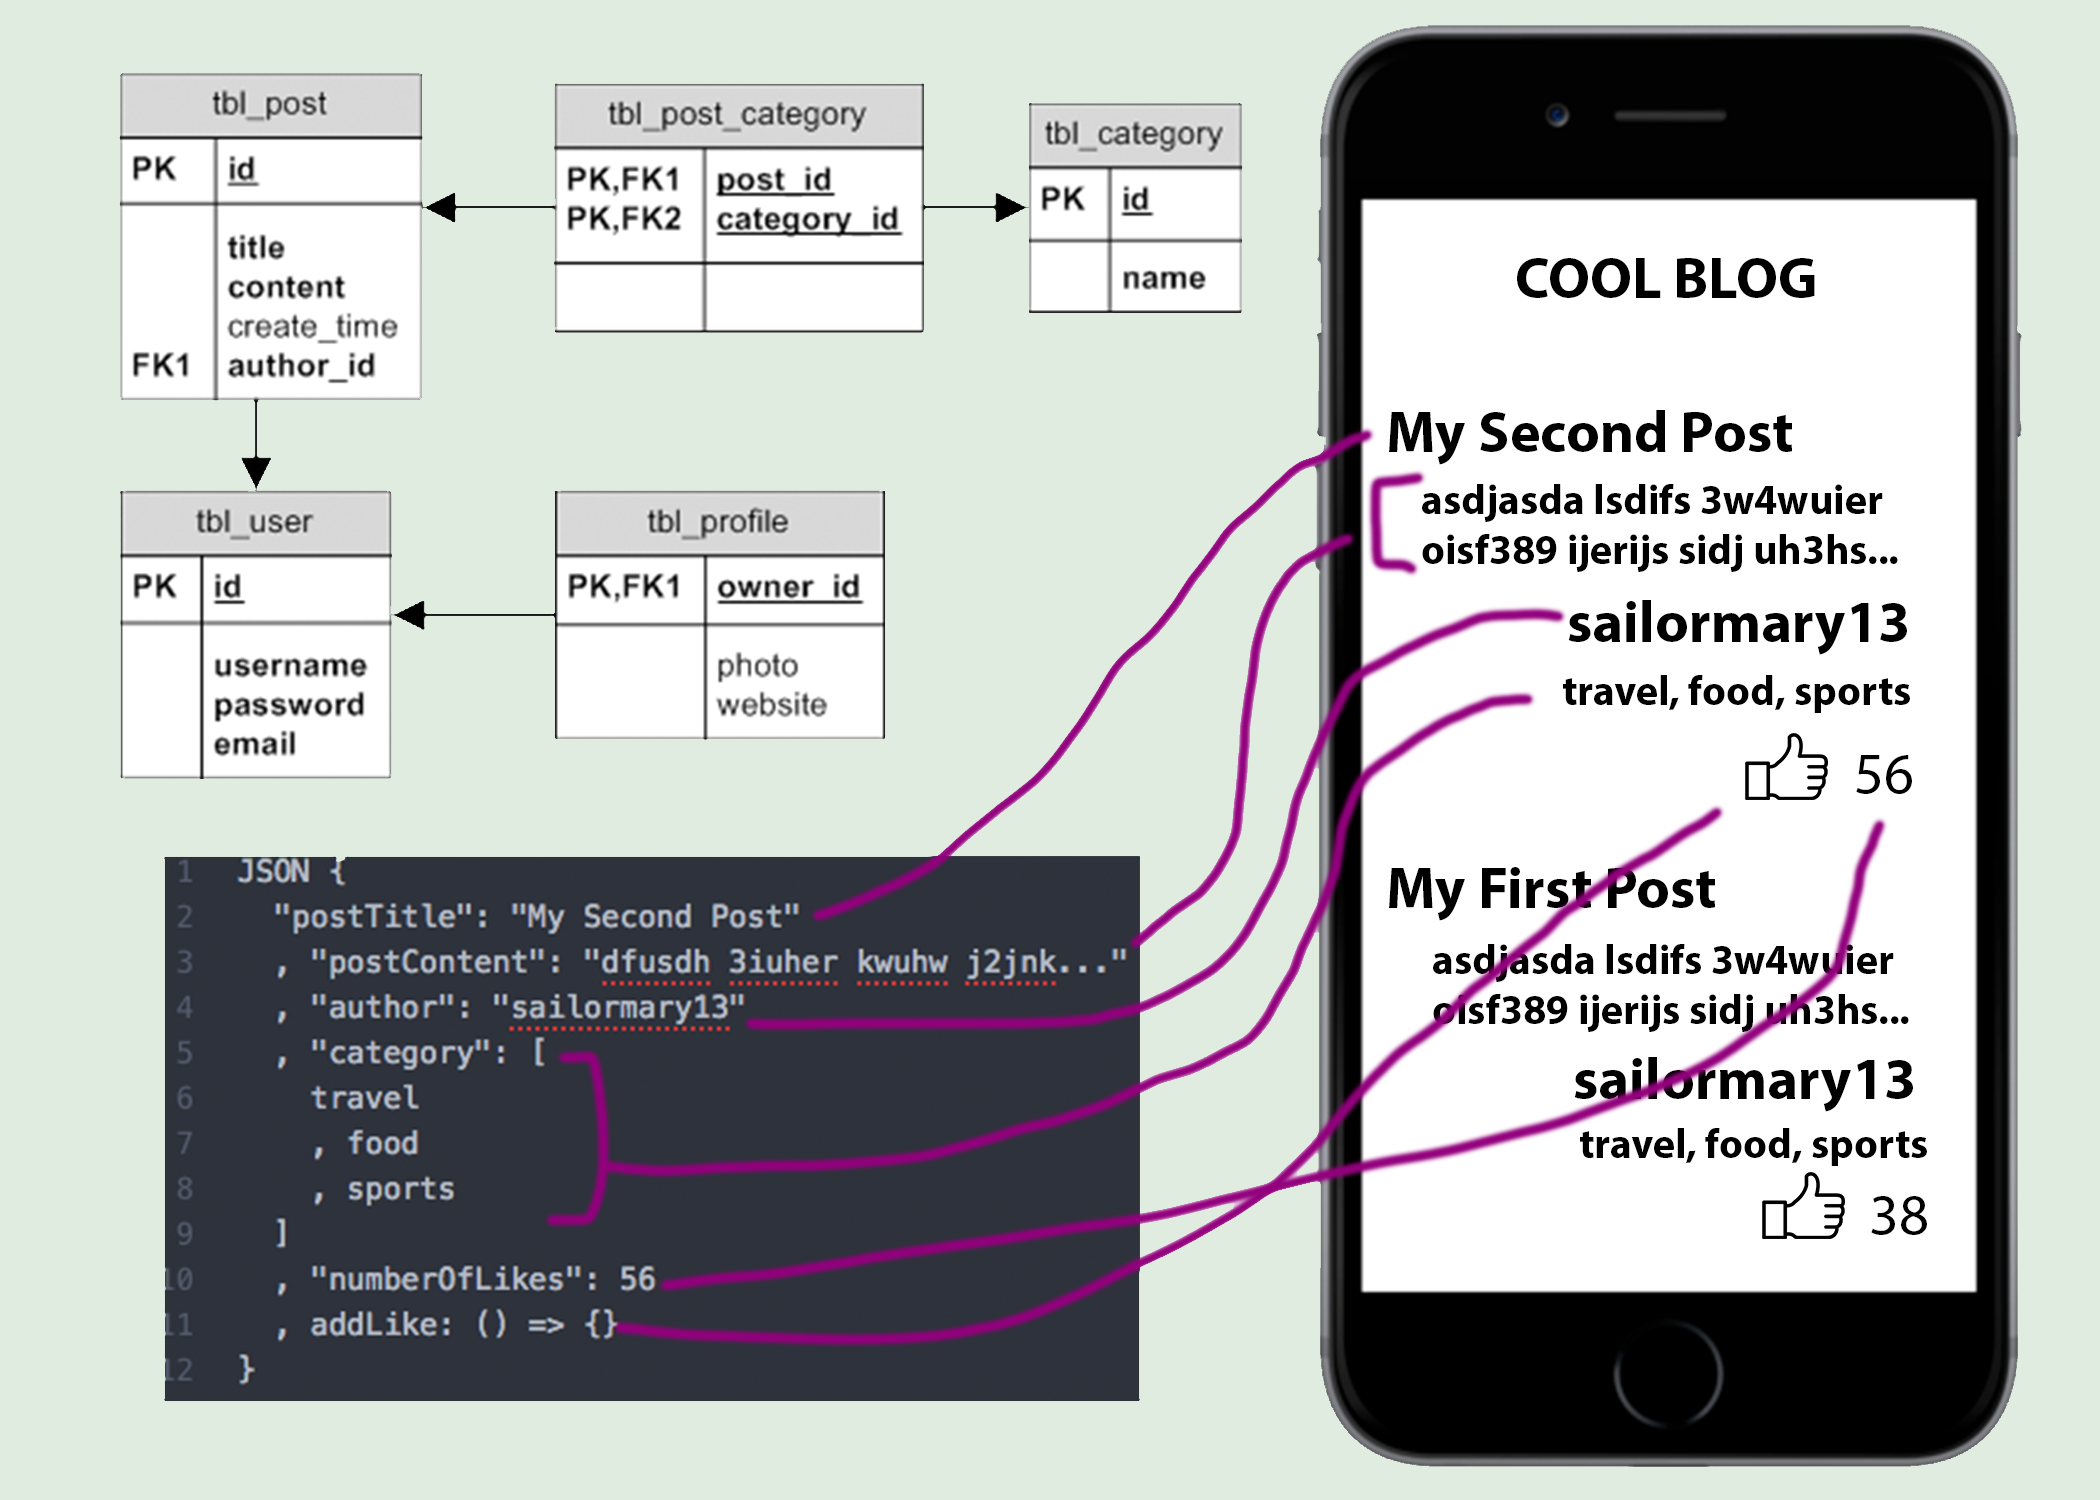 tbl_post
PK id
title
content
create_time
FK1 author_id
tbl_post_category
PK,FK1 post_id
PK,FK2 category_id
tbl_category
PK id
name
tbl_user
PK id
username
password
email
tbl_profile
PK,FK1 owner_id
photo
website
1 JSON {
2 "postTitle": "My Second Post"
3 , "postContent": "dfusdh 3iuher kwuhw j2jnk..."
4 , "author": "sailormary13"
5 , "category": [
6 travel
7 , food
8 , sports
9 ]
10 , "numberOfLikes": 56
11 , addLike: () => {}
12 }
COOL BLOG
My Second Post
asdjasda lsdifs 3w4wuier
oisf389 ijerijs sidj uh3hs...
sailormary13
travel, food, sports
56
My First Post
asdjasda lsdifs 3w4wuier
oisf389 ijerijs sidj uh3hs...
sailormary13
travel, food, sports
38